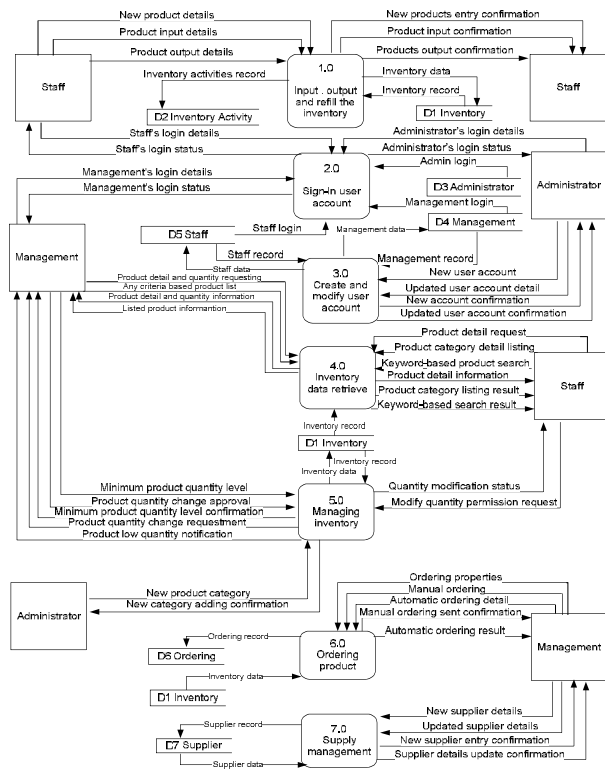 New product details
Product input details
Product output details
Staff
1.0
Input . output
and refill the
inventory
New products entry confirmation
Product input confirmation
Products output confirmation
Staff
Inventory activities record
D2 Inventory Activity
Inventory data
Inventory record
D1 Inventory
Staff's login details
Staff's login status
Administrator's login details
Administrator's login status
2.0
Sign-In user
account
Admin login
D3 Administrator
Administrator
Management's login details
Management's login status
Management login
D4 Management
Management
D5 Staff
Staff login
Management data
Staff record
Staff data
3.0
Create and
modify user
account
Management record
New user account
Updated user account detail
New account confirmation
Updated user account confirmation
Product detail and quantity requesting
Any criteria based product list
Product detail and quantity information
Listed product information
4.0
Inventory
data retrieve
Product detail request
Product category detail listing
Keyword-based product search
Product detail information
Product category listing result
Keyword-based search result
Staff
Inventory record
D1 Inventory
Inventory data
Inventory record
5.0
Managing
inventory
Minimum product quantity level
Product quantity change approval
Minimum product quantity level confirmation
Product quantity change requestment
Product low quantity notification
Quantity modification status
Modify quantity permission request
Administrator
New product category
New category adding confirmation
Ordering properties
Manual ordering
Automatic ordering detail
Manual ordering sent confirmation
Automatic ordering result
6.0
Ordering
product
Ordering record
D6 Ordering
Inventory data
D1 Inventory
Management
7.0
Supply
management
Supplier record
D7 Supplier
Supplier data
New supplier details
Updated supplier details
New supplier entry confirmation
Supplier details update confirmation